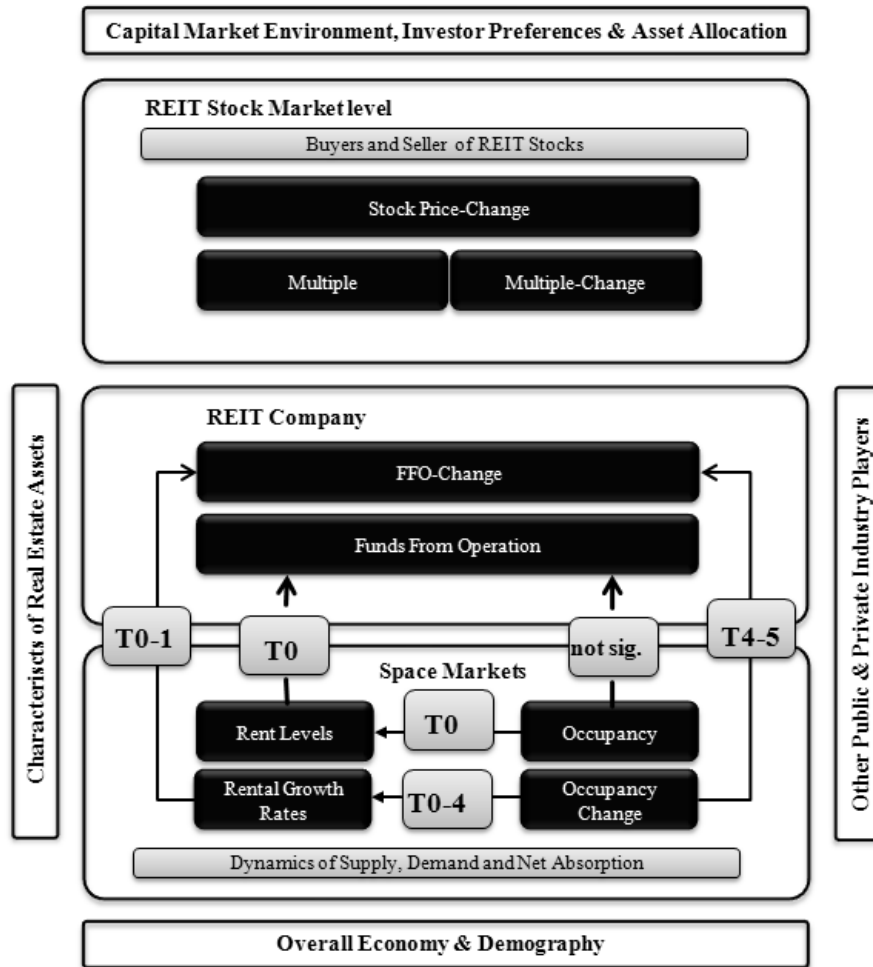 Capital Market Environment, Investor Preferences & Asset Allocation
REIT Stock Market level
Buyers and Seller of REIT Stocks
Stock Price-Change
Multiple
Multiple-Change
Characteriscts of Real Estate Assets
Other Public & Private Industry Players
REIT Company
FFO-Change
Funds From Operation
T0-1
T0
not sig.
T4-5
Space Markets
Rent Levels
T0
Occupancy
Rental Growth
Rates
T0-4
Occupancy
Change
Dynamics of Supply, Demand and Net Absorption
Overall Economy & Demography